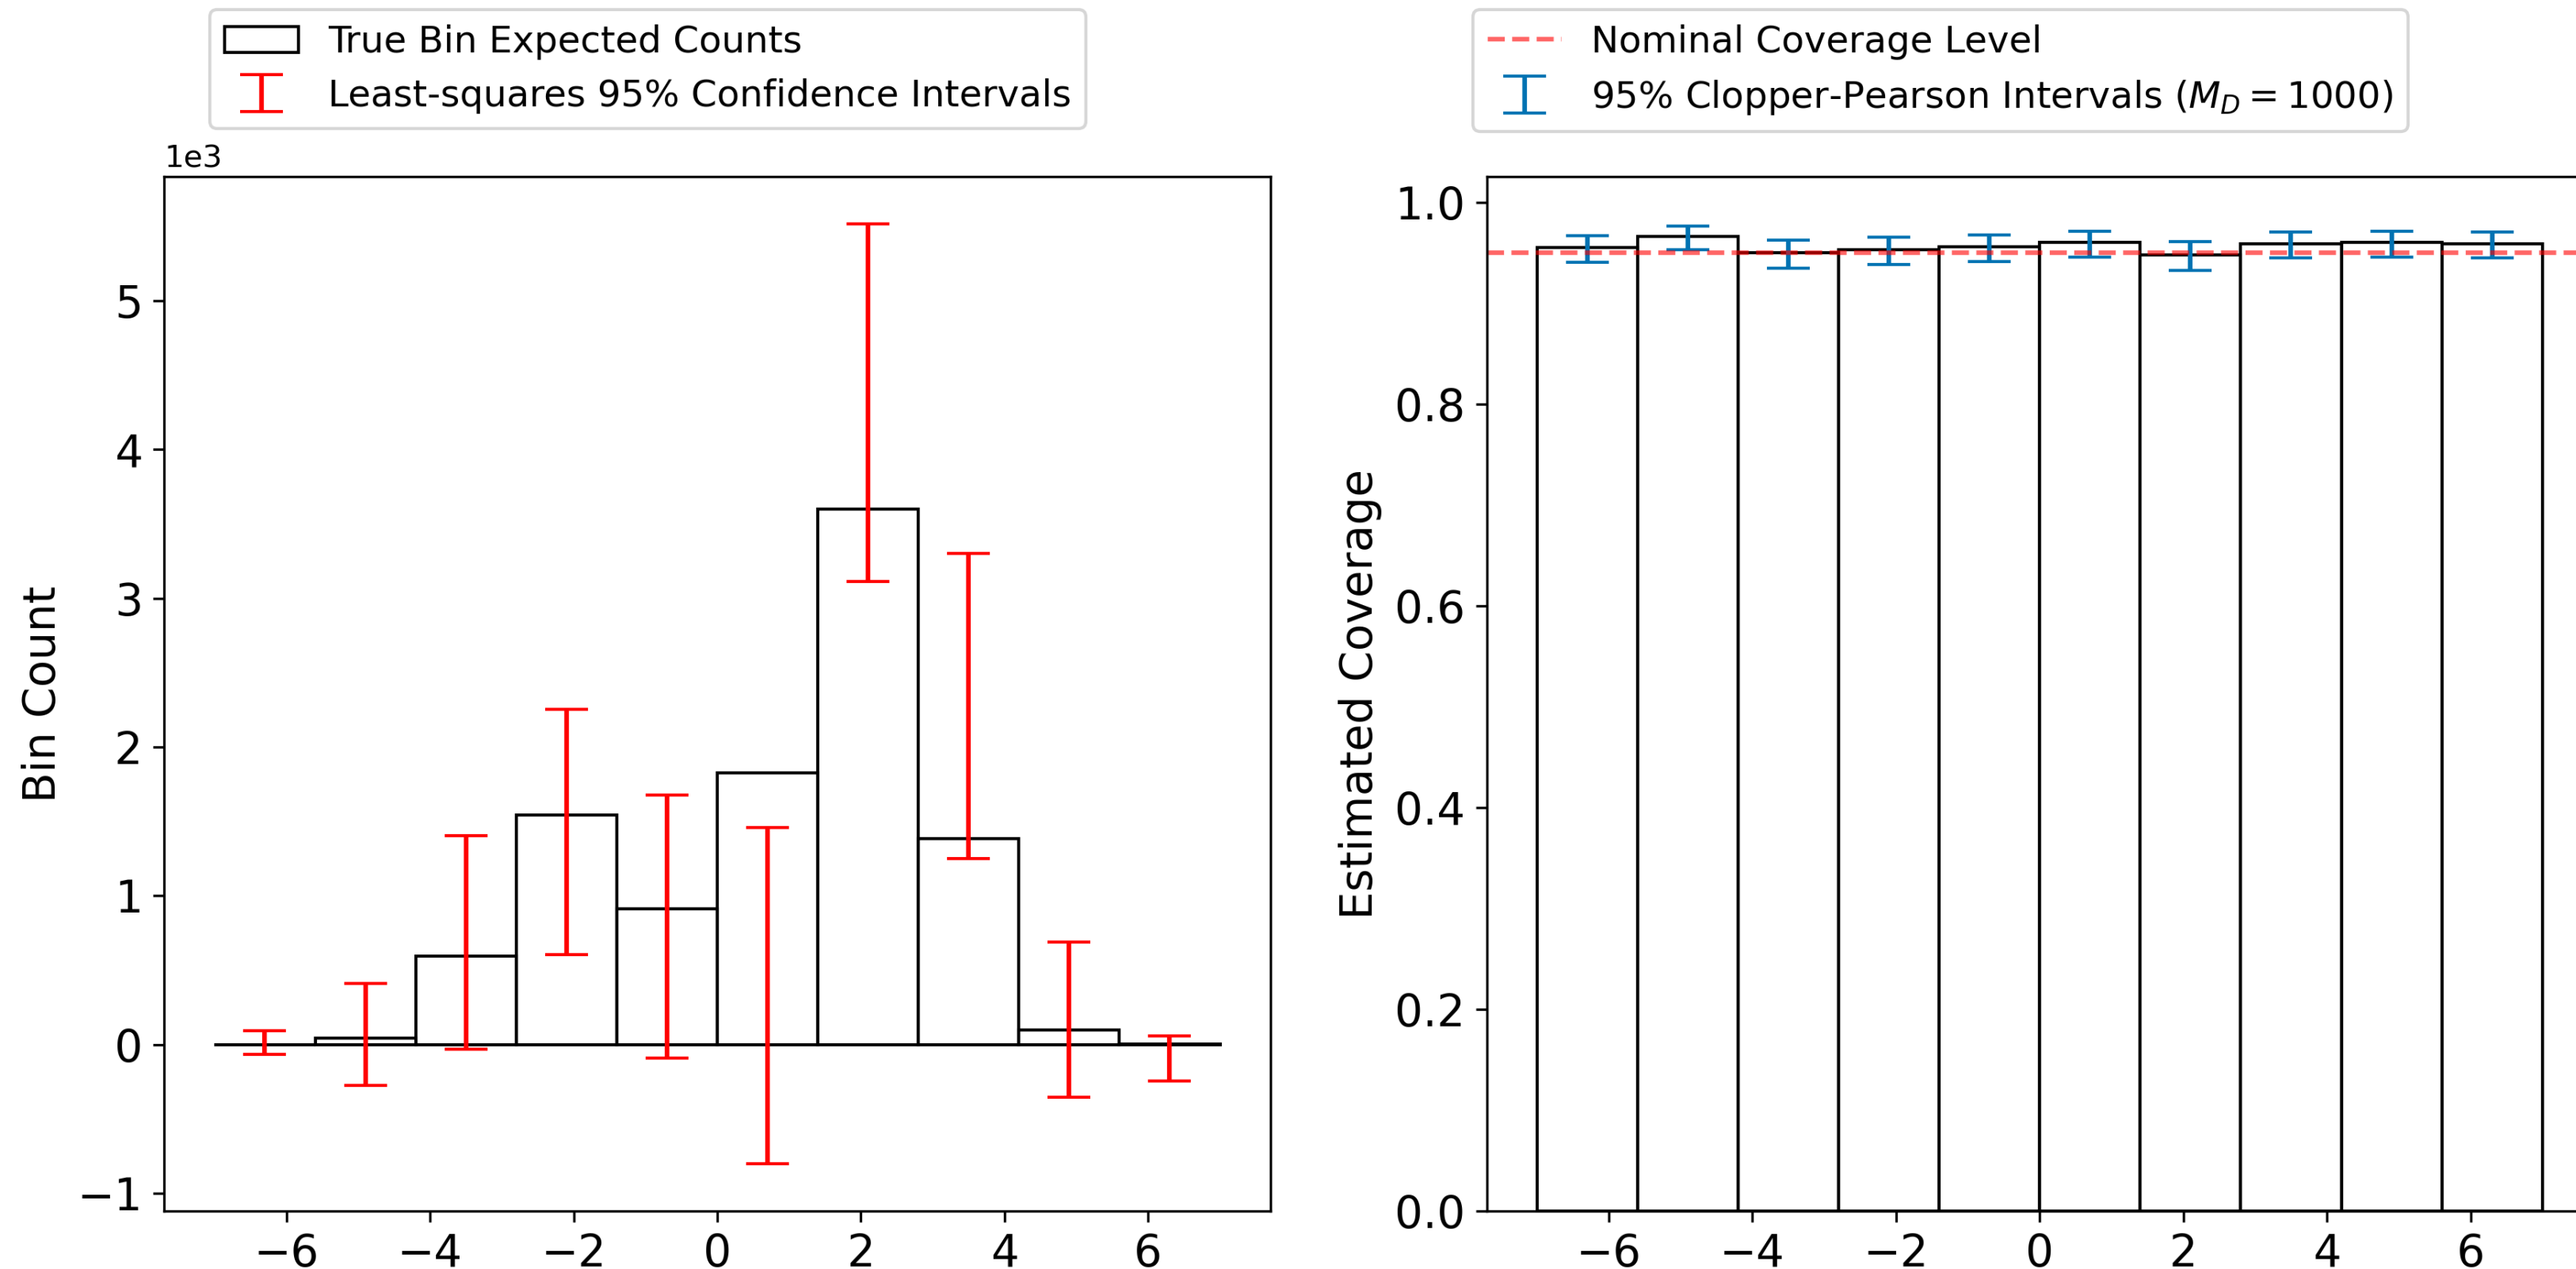 True Bin Expected Counts
Least-squares 95% Confidence Intervals
1e3
Bin Count
5
4
3
2
1
0
−1
−6 −4 −2 0 2 4 6
Nominal Coverage Level
95% Clopper-Pearson Intervals (M_D = 1000)
Estimated Coverage
1.0
0.8
0.6
0.4
0.2
0.0
−6 −4 −2 0 2 4 6